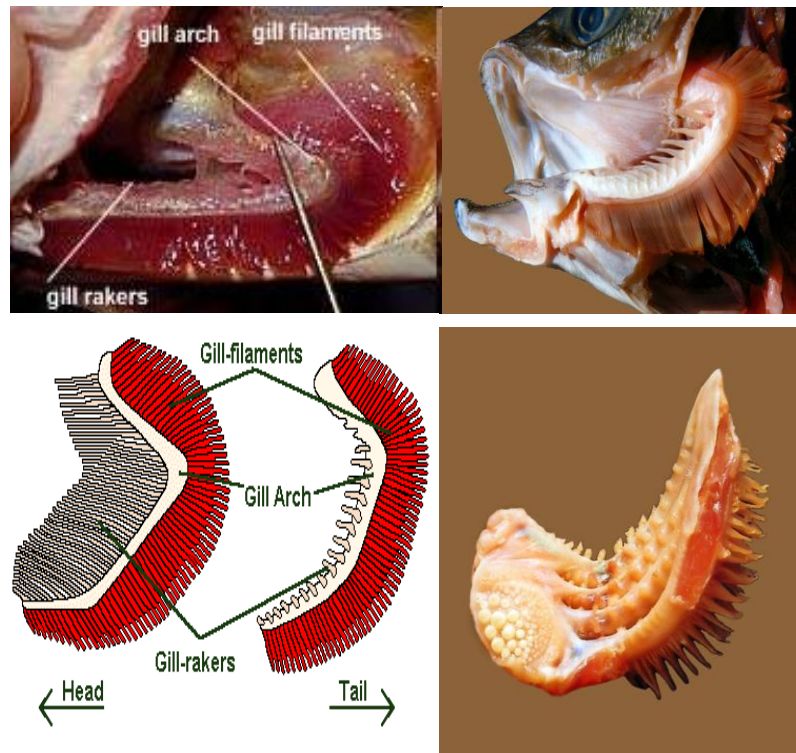 gill arch gill filaments
gill rakers
Gill-filaments
Gill Arch
Gill-rakers
Head
Tail